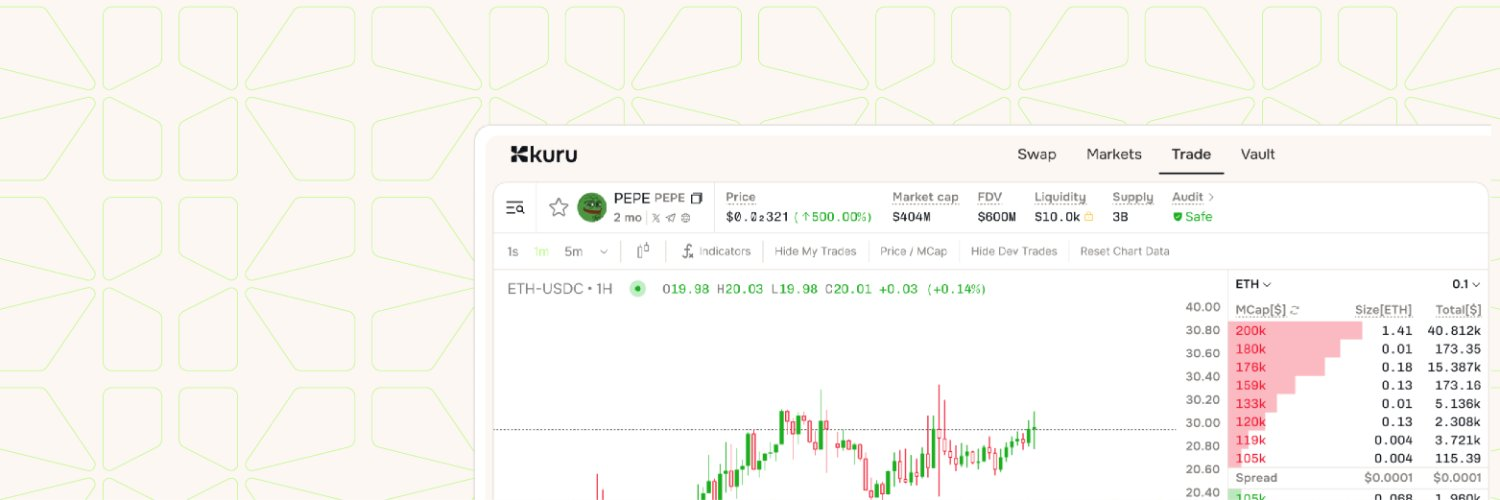 kuru
Swap Markets Trade Vault
PEPE PEPE
2 mo
Price
$0.0₂321 (↑500.00%)
Market cap
$404M
FDV
$600M
Liquidity
$10.0k
Supply
3B
Audit >
Safe
1s 1m 5m Indicators Hide My Trades Price / MCap Hide Dev Trades Reset Chart Data
ETH-USDC • 1H O19.98 H20.03 L19.98 C20.01 +0.03 (+0.14%)
40.00
30.80
30.60
30.40
30.20
30.00
20.80
20.60
20.40
ETH 0.1
MCap[$] Size[ETH] Total[$]
200k 1.41 40.812k
180k 0.01 173.35
176k 0.18 15.387k
159k 0.13 173.16
133k 0.01 5.136k
120k 0.13 2.308k
119k 0.004 3.721k
105k 0.004 115.39
Spread $0.0001 $0.0001